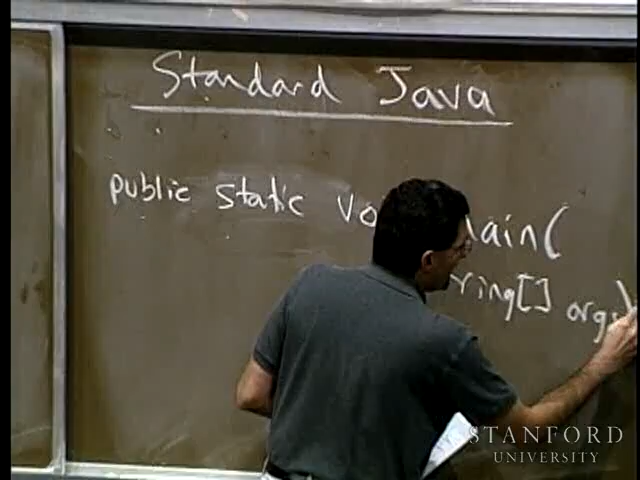 Standard Java
public static vo ain(
ring[] args)
STANFORD
UNIVERSITY